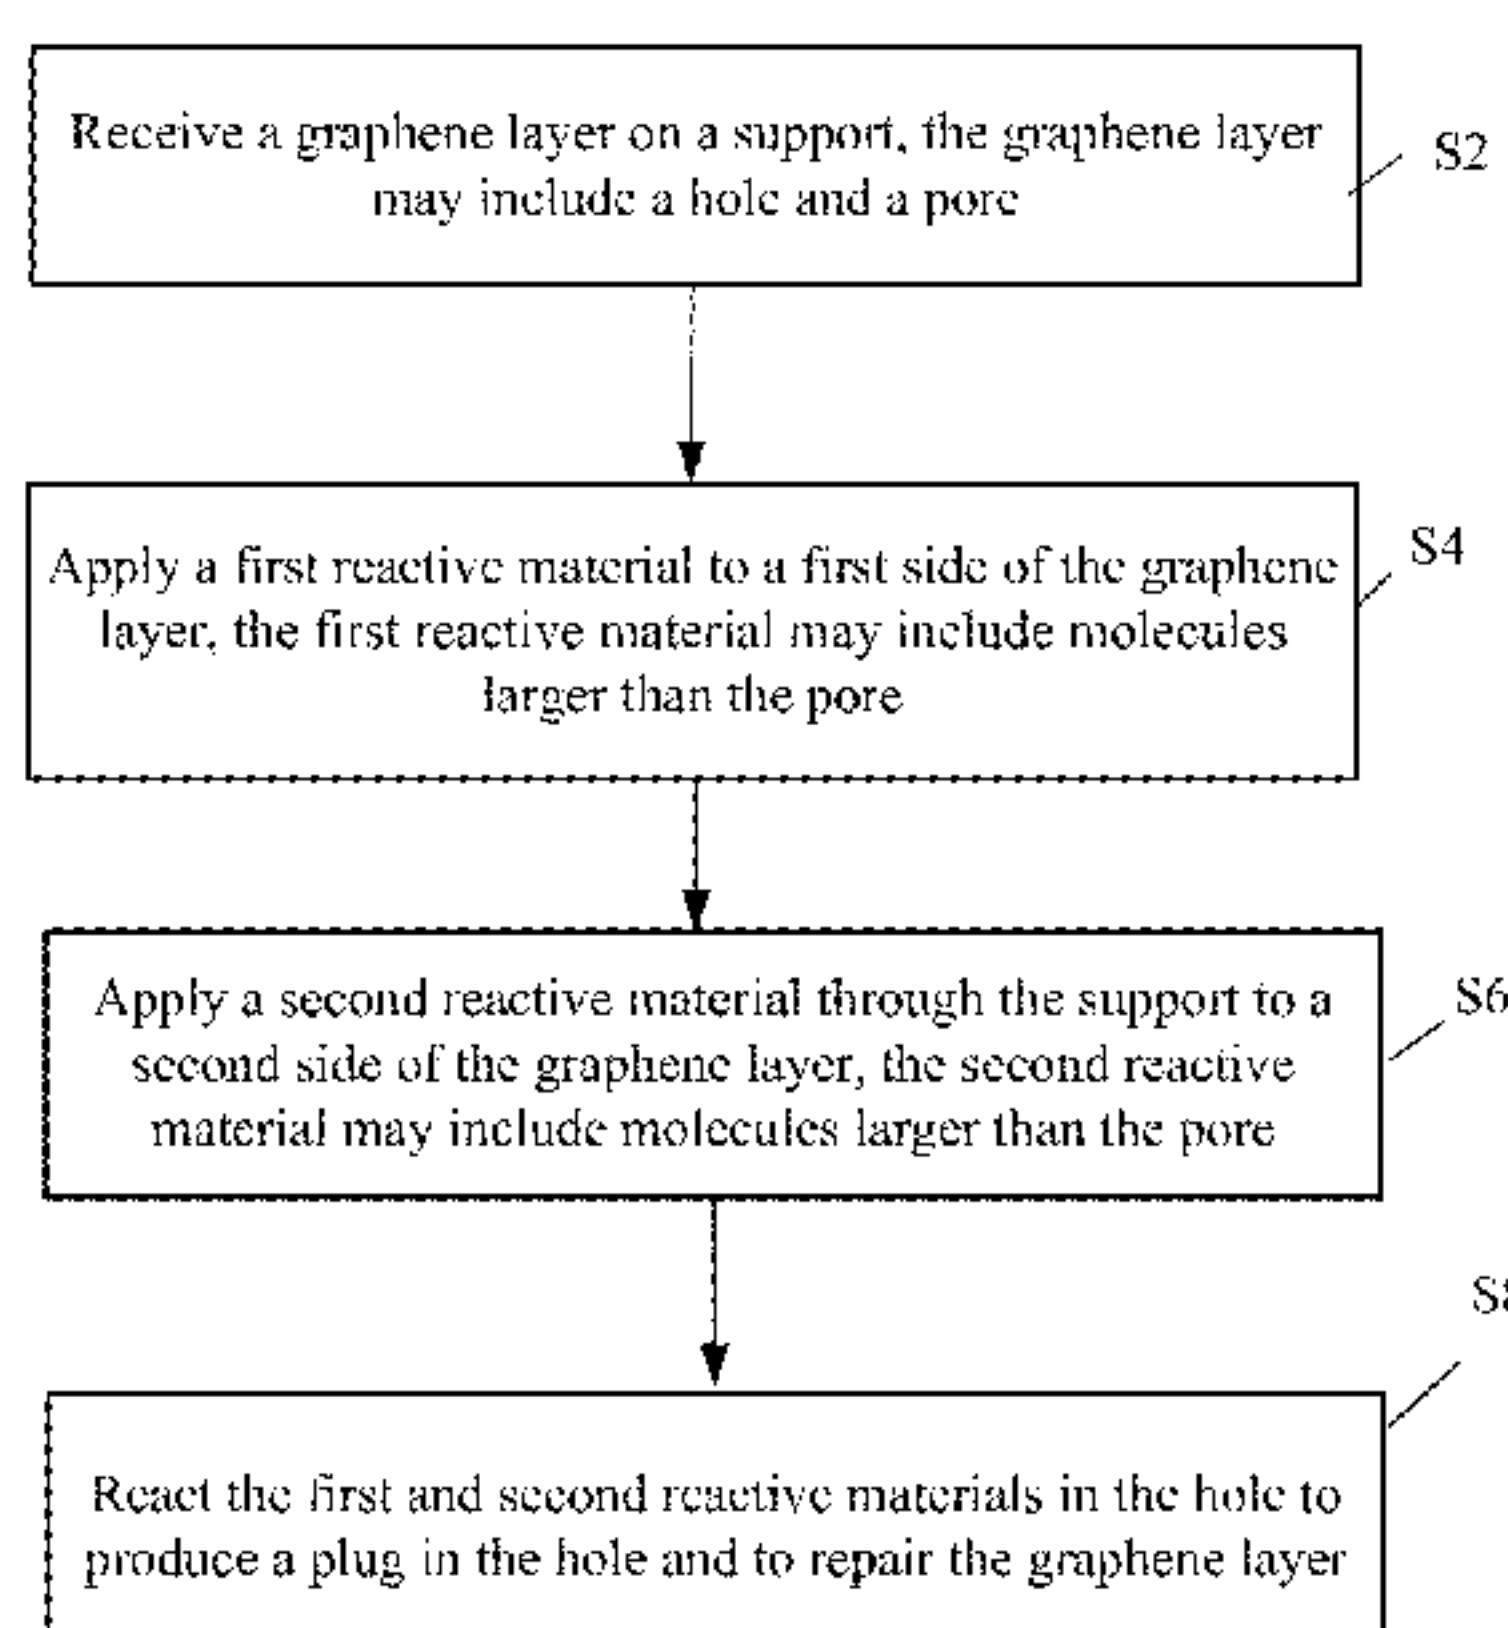 Receive a graphene layer on a support, the graphene layer
may include a hole and a pore
S2
Apply a first reactive material to a first side of the graphene
layer, the first reactive material may include molecules
larger than the pore
S4
Apply a second reactive material through the support to a
second side of the graphene layer, the second reactive
material may include molecules larger than the pore
S6
S8
React the first and second reactive materials in the hole to
produce a plug in the hole and to repair the graphene layer